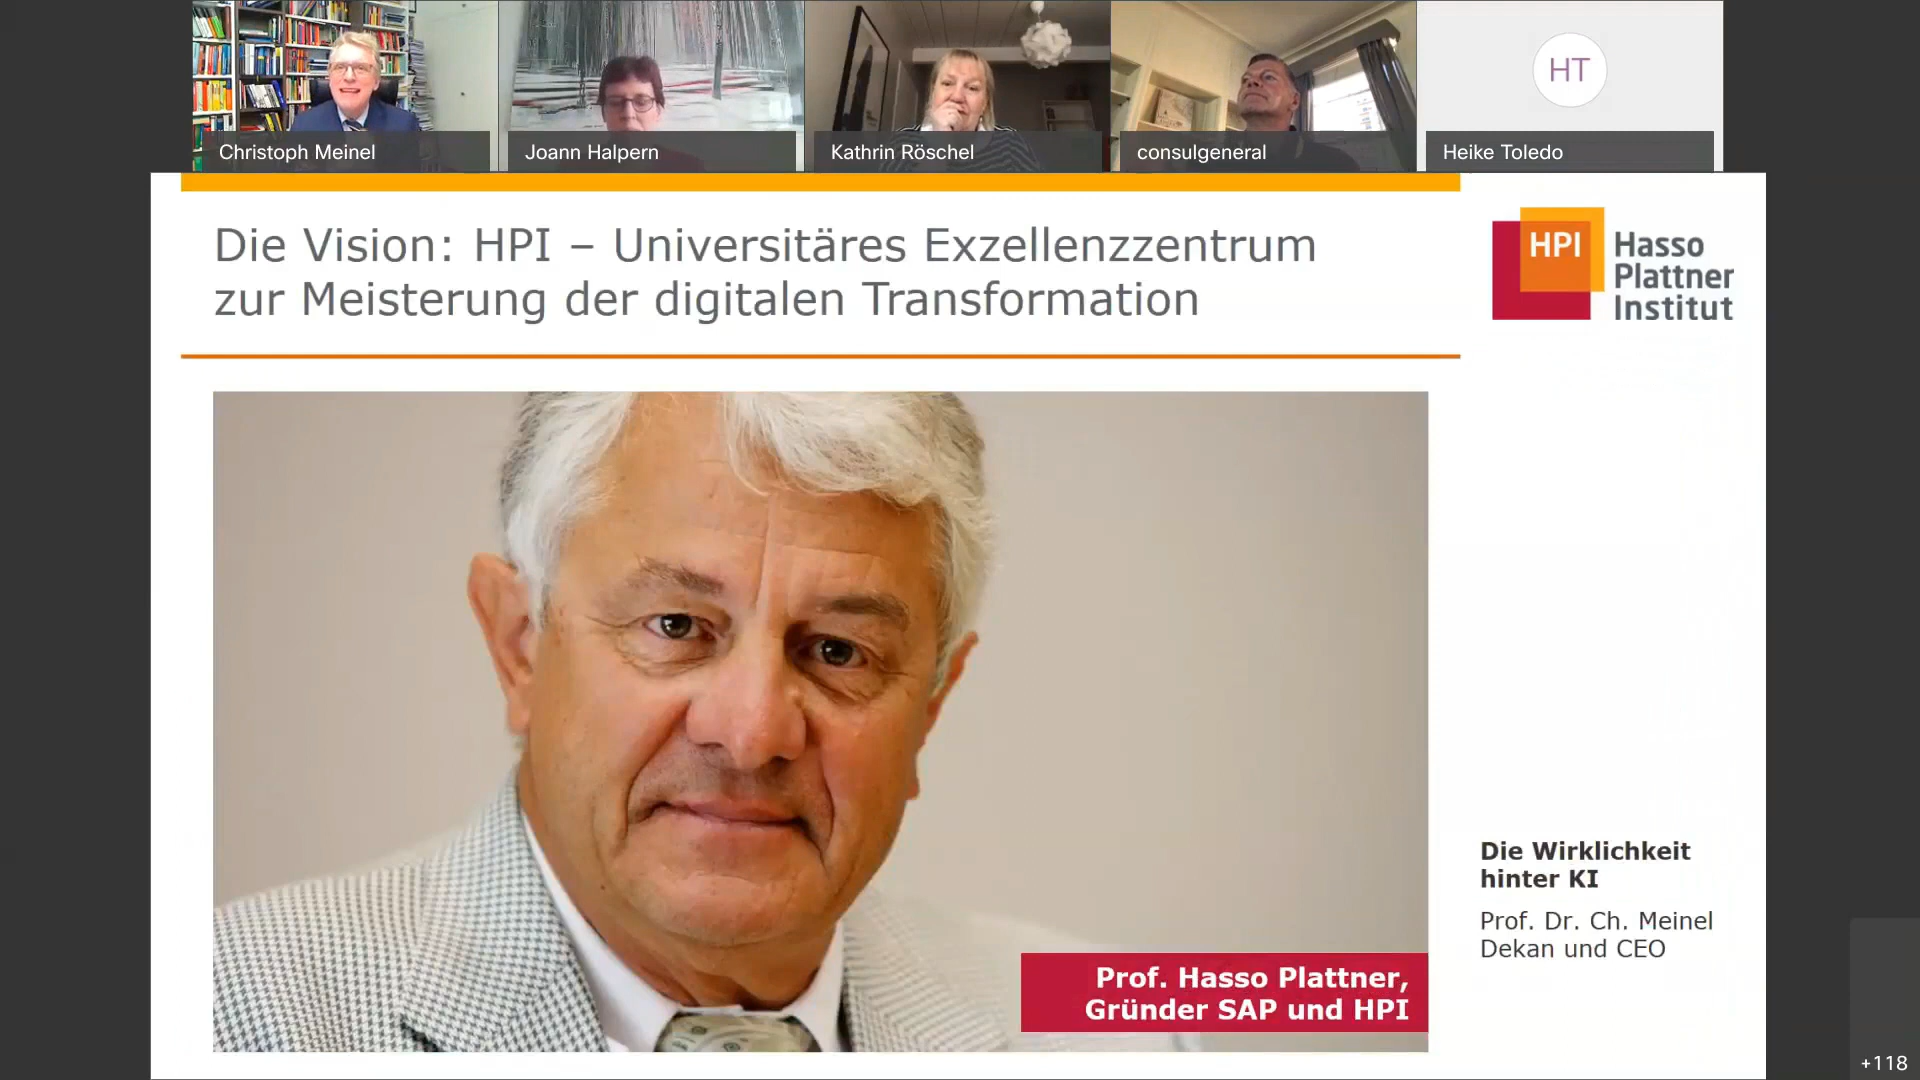 Christoph Meinel
Joann Halpern
Kathrin Röschel
consulgeneral
HT
Heike Toledo
Die Vision: HPI – Universitäres Exzellenzzentrum
zur Meisterung der digitalen Transformation
HPI
Hasso
Plattner
Institut
Prof. Hasso Plattner,
Gründer SAP und HPI
Die Wirklichkeit
hinter KI
Prof. Dr. Ch. Meinel
Dekan und CEO
+118